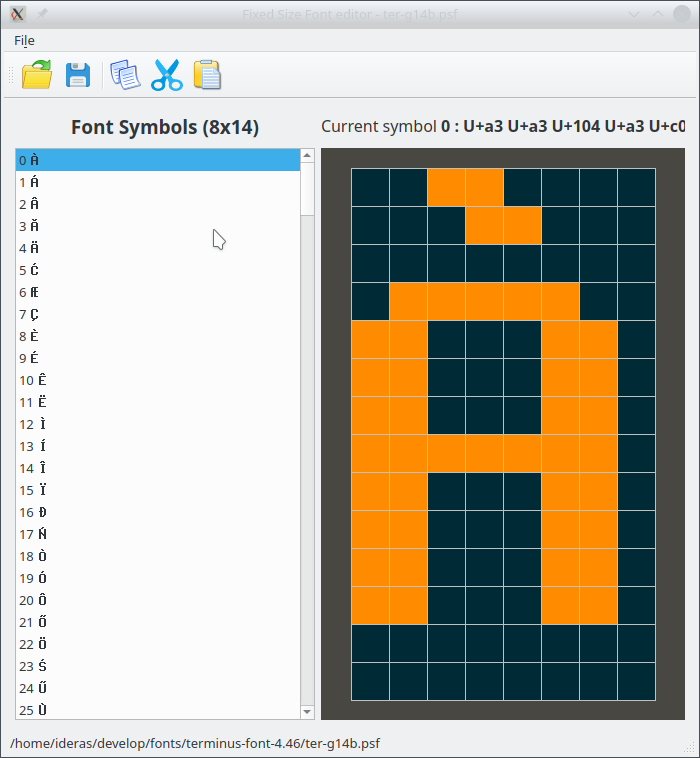 Fixed Size Font editor - ter-g14b.psf
File
Font Symbols (8x14)
Current symbol 0 : U+a3 U+a3 U+104 U+a3 U+c0
0 À
1 Á
2 Â
3 Ă
4 Ä
5 Ć
6 Æ
7 Ç
8 È
9 É
10 Ê
11 Ë
12 Ì
13 Í
14 Î
15 Ï
16 Đ
17 Ń
18 Ò
19 Ó
20 Ô
21 Ő
22 Ö
23 Ś
24 Ű
25 Ù
/home/ideras/develop/fonts/terminus-font-4.46/ter-g14b.psf